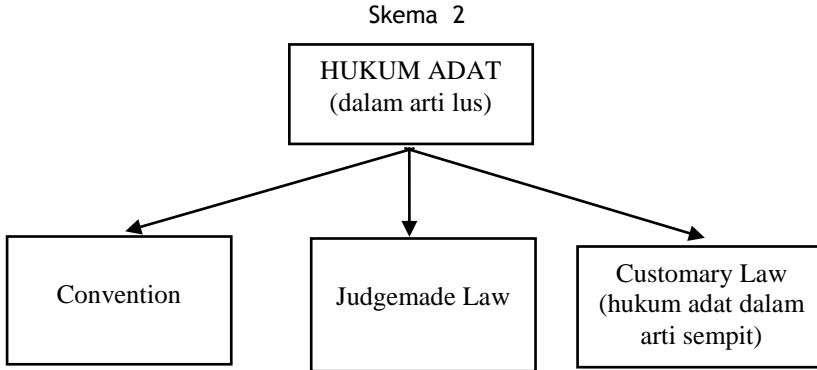 Skema 2
HUKUM ADAT
(dalam arti lus)
Convention
Judgemade Law
Customary Law
(hukum adat dalam
arti sempit)